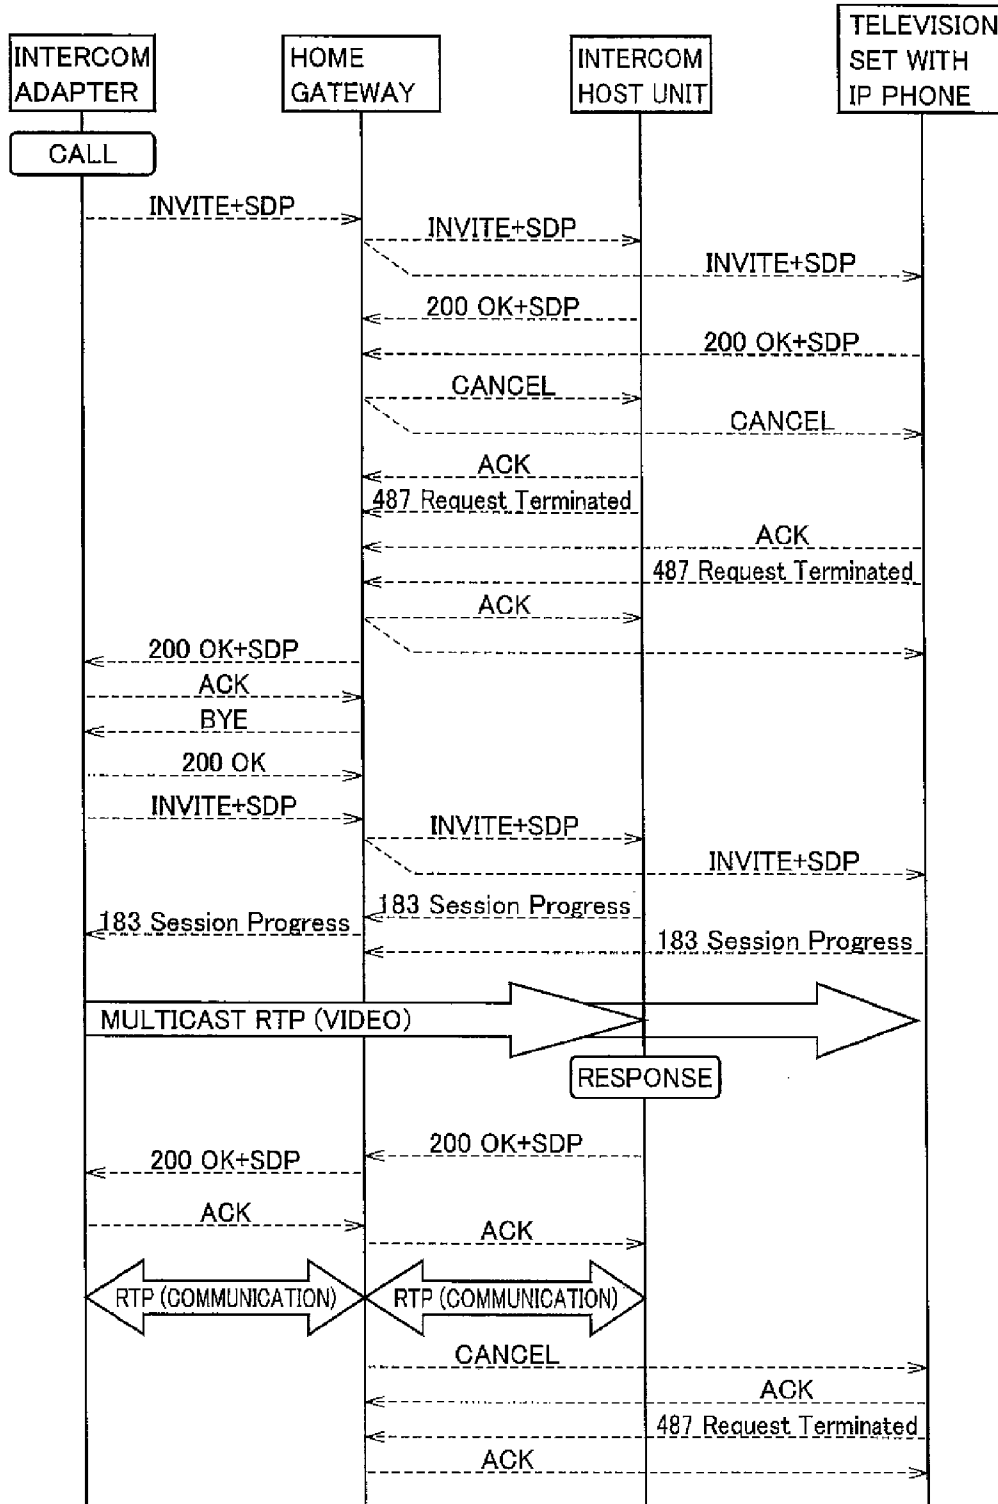 INTERCOM
ADAPTER
HOME
GATEWAY
INTERCOM
HOST UNIT
TELEVISION
SET WITH
IP PHONE
CALL
INVITE+SDP
INVITE+SDP
INVITE+SDP
200 OK+SDP
200 OK+SDP
CANCEL
CANCEL
ACK
487 Request Terminated
ACK
487 Request Terminated
ACK
200 OK+SDP
ACK
BYE
200 OK
INVITE+SDP
INVITE+SDP
INVITE+SDP
183 Session Progress
183 Session Progress
183 Session Progress
MULTICAST RTP (VIDEO)
RESPONSE
200 OK+SDP
200 OK+SDP
ACK
ACK
RTP (COMMUNICATION)
RTP (COMMUNICATION)
CANCEL
ACK
487 Request Terminated
ACK